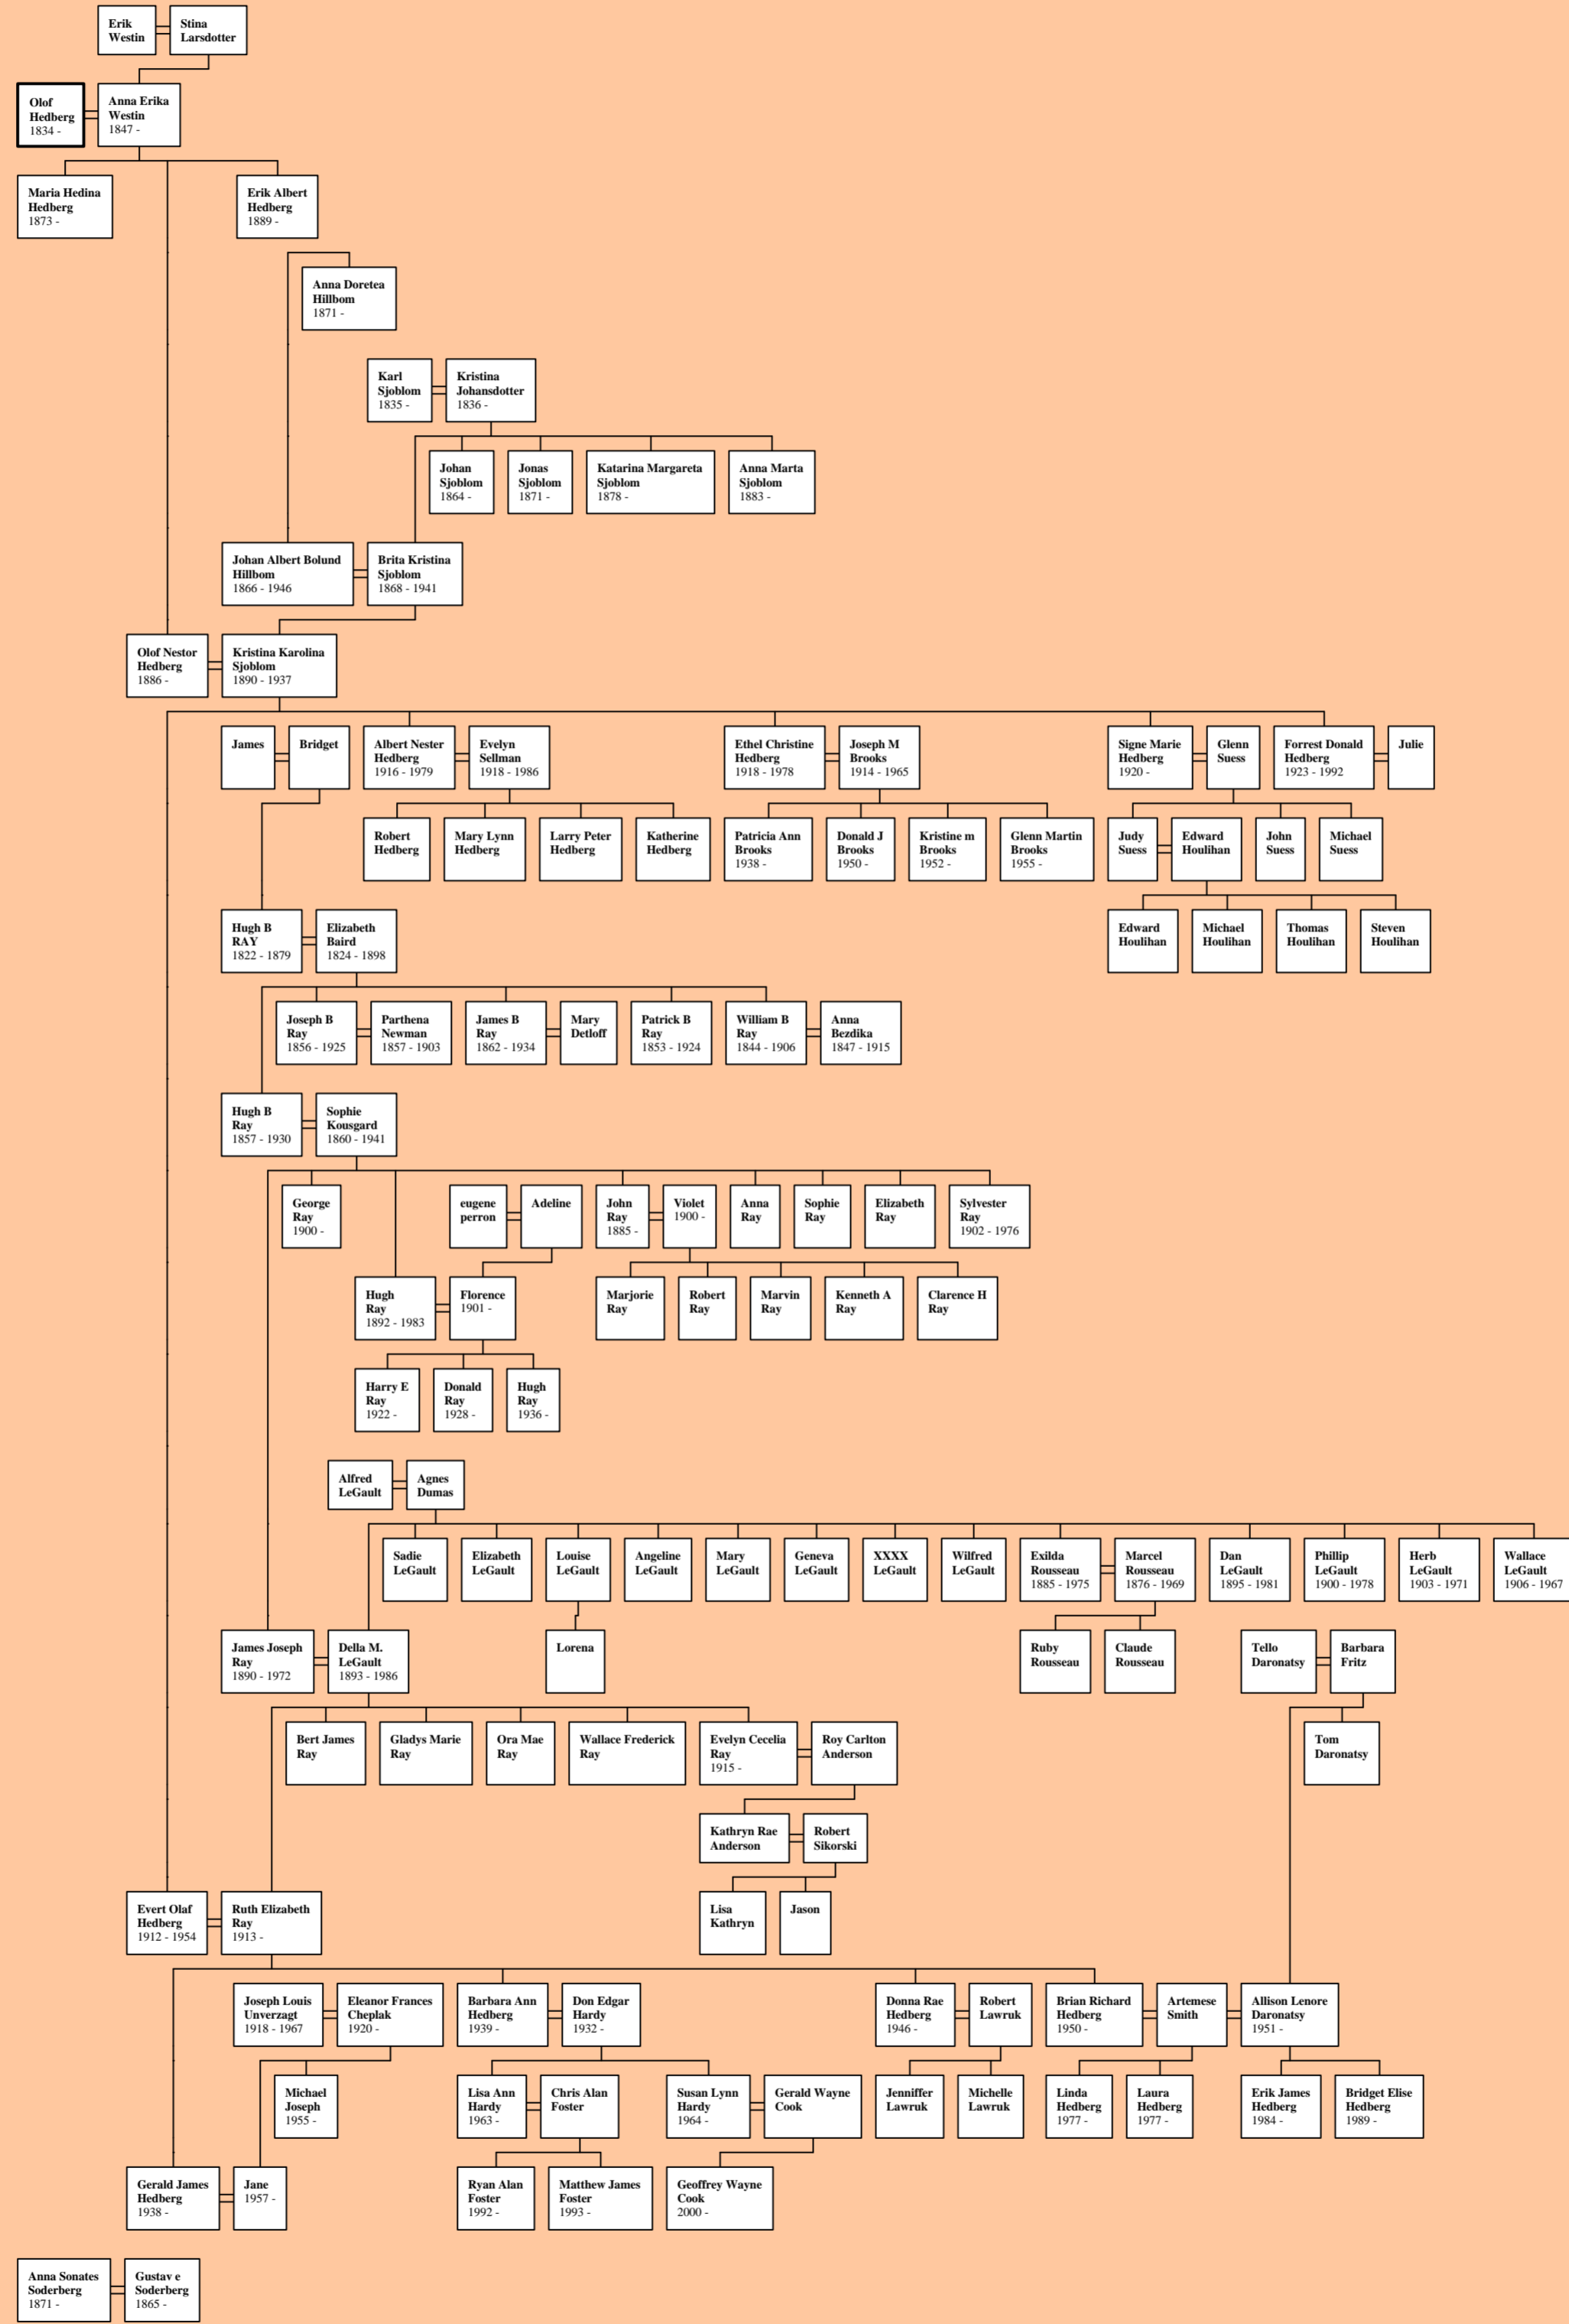 Erik
Westin
Stina
Larsdotter
Olof
Hedberg
1834 -
Anna Erika
Westin
1847 -
Maria Hedina
Hedberg
1873 -
Erik Albert
Hedberg
1889 -
Anna Doretea
Hillbom
1871 -
Karl
Sjoblom
1835 -
Kristina
Johansdotter
1836 -
Johan
Sjoblom
1864 -
Jonas
Sjoblom
1871 -
Katarina Margareta
Sjoblom
1878 -
Anna Marta
Sjoblom
1883 -
Johan Albert Bolund
Hillbom
1866 - 1946
Brita Kristina
Sjoblom
1868 - 1941
Olof Nestor
Hedberg
1886 -
Kristina Karolina
Sjoblom
1890 - 1937
James
Bridget
Albert Nester
Hedberg
1916 - 1979
Evelyn
Sellman
1918 - 1986
Ethel Christine
Hedberg
1918 - 1978
Joseph M
Brooks
1914 - 1965
Signe Marie
Hedberg
1920 -
Glenn
Suess
Forrest Donald
Hedberg
1923 - 1992
Julie
Robert
Hedberg
Mary Lynn
Hedberg
Larry Peter
Hedberg
Katherine
Hedberg
Patricia Ann
Brooks
1938 -
Donald J
Brooks
1950 -
Kristine m
Brooks
1952 -
Glenn Martin
Brooks
1955 -
Judy
Suess
Edward
Houlihan
John
Suess
Michael
Suess
Hugh B
RAY
1822 - 1879
Elizabeth
Baird
1824 - 1898
Edward
Houlihan
Michael
Houlihan
Thomas
Houlihan
Steven
Houlihan
Joseph B
Ray
1856 - 1925
Parthena
Newman
1857 - 1903
James B
Ray
1862 - 1934
Mary
Detloff
Patrick B
Ray
1853 - 1924
William B
Ray
1844 - 1906
Anna
Bezdika
1847 - 1915
Hugh B
Ray
1857 - 1930
Sophie
Kousgard
1860 - 1941
George
Ray
1900 -
eugene
perron
Adeline
John
Ray
1885 -
Violet
1900 -
Anna
Ray
Sophie
Ray
Elizabeth
Ray
Sylvester
Ray
1902 - 1976
Hugh
Ray
1892 - 1983
Florence
1901 -
Marjorie
Ray
Robert
Ray
Marvin
Ray
Kenneth A
Ray
Clarence H
Ray
Harry E
Ray
1922 -
Donald
Ray
1928 -
Hugh
Ray
1936 -
Alfred
LeGault
Agnes
Dumas
Sadie
LeGault
Elizabeth
LeGault
Louise
LeGault
Angeline
LeGault
Mary
LeGault
Geneva
LeGault
XXXX
LeGault
Wilfred
LeGault
Exilda
Rousseau
1885 - 1975
Marcel
Rousseau
1876 - 1969
Dan
LeGault
1895 - 1981
Phillip
LeGault
1900 - 1978
Herb
LeGault
1903 - 1971
Wallace
LeGault
1906 - 1967
James Joseph
Ray
1890 - 1972
Della M.
LeGault
1893 - 1986
Lorena
Ruby
Rousseau
Claude
Rousseau
Tello
Daronatsy
Barbara
Fritz
Bert James
Ray
Gladys Marie
Ray
Ora Mae
Ray
Wallace Frederick
Ray
Evelyn Cecelia
Ray
1915 -
Roy Carlton
Anderson
Tom
Daronatsy
Kathryn Rae
Anderson
Robert
Sikorski
Evert Olaf
Hedberg
1912 - 1954
Ruth Elizabeth
Ray
1913 -
Lisa
Kathryn
Jason
Joseph Louis
Unverzagt
1918 - 1967
Eleanor Frances
Cheplak
1920 -
Barbara Ann
Hedberg
1939 -
Don Edgar
Hardy
1932 -
Donna Rae
Hedberg
1946 -
Robert
Lawruk
Brian Richard
Hedberg
1950 -
Artemese
Smith
Allison Lenore
Daronatsy
1951 -
Michael
Joseph
1955 -
Lisa Ann
Hardy
1963 -
Chris Alan
Foster
Susan Lynn
Hardy
1964 -
Gerald Wayne
Cook
Jenniffer
Lawruk
Michelle
Lawruk
Linda
Hedberg
1977 -
Laura
Hedberg
1977 -
Erik James
Hedberg
1984 -
Bridget Elise
Hedberg
1989 -
Gerald James
Hedberg
1938 -
Jane
1957 -
Ryan Alan
Foster
1992 -
Matthew James
Foster
1993 -
Geoffrey Wayne
Cook
2000 -
Anna Sonates
Soderberg
1871 -
Gustav e
Soderberg
1865 -